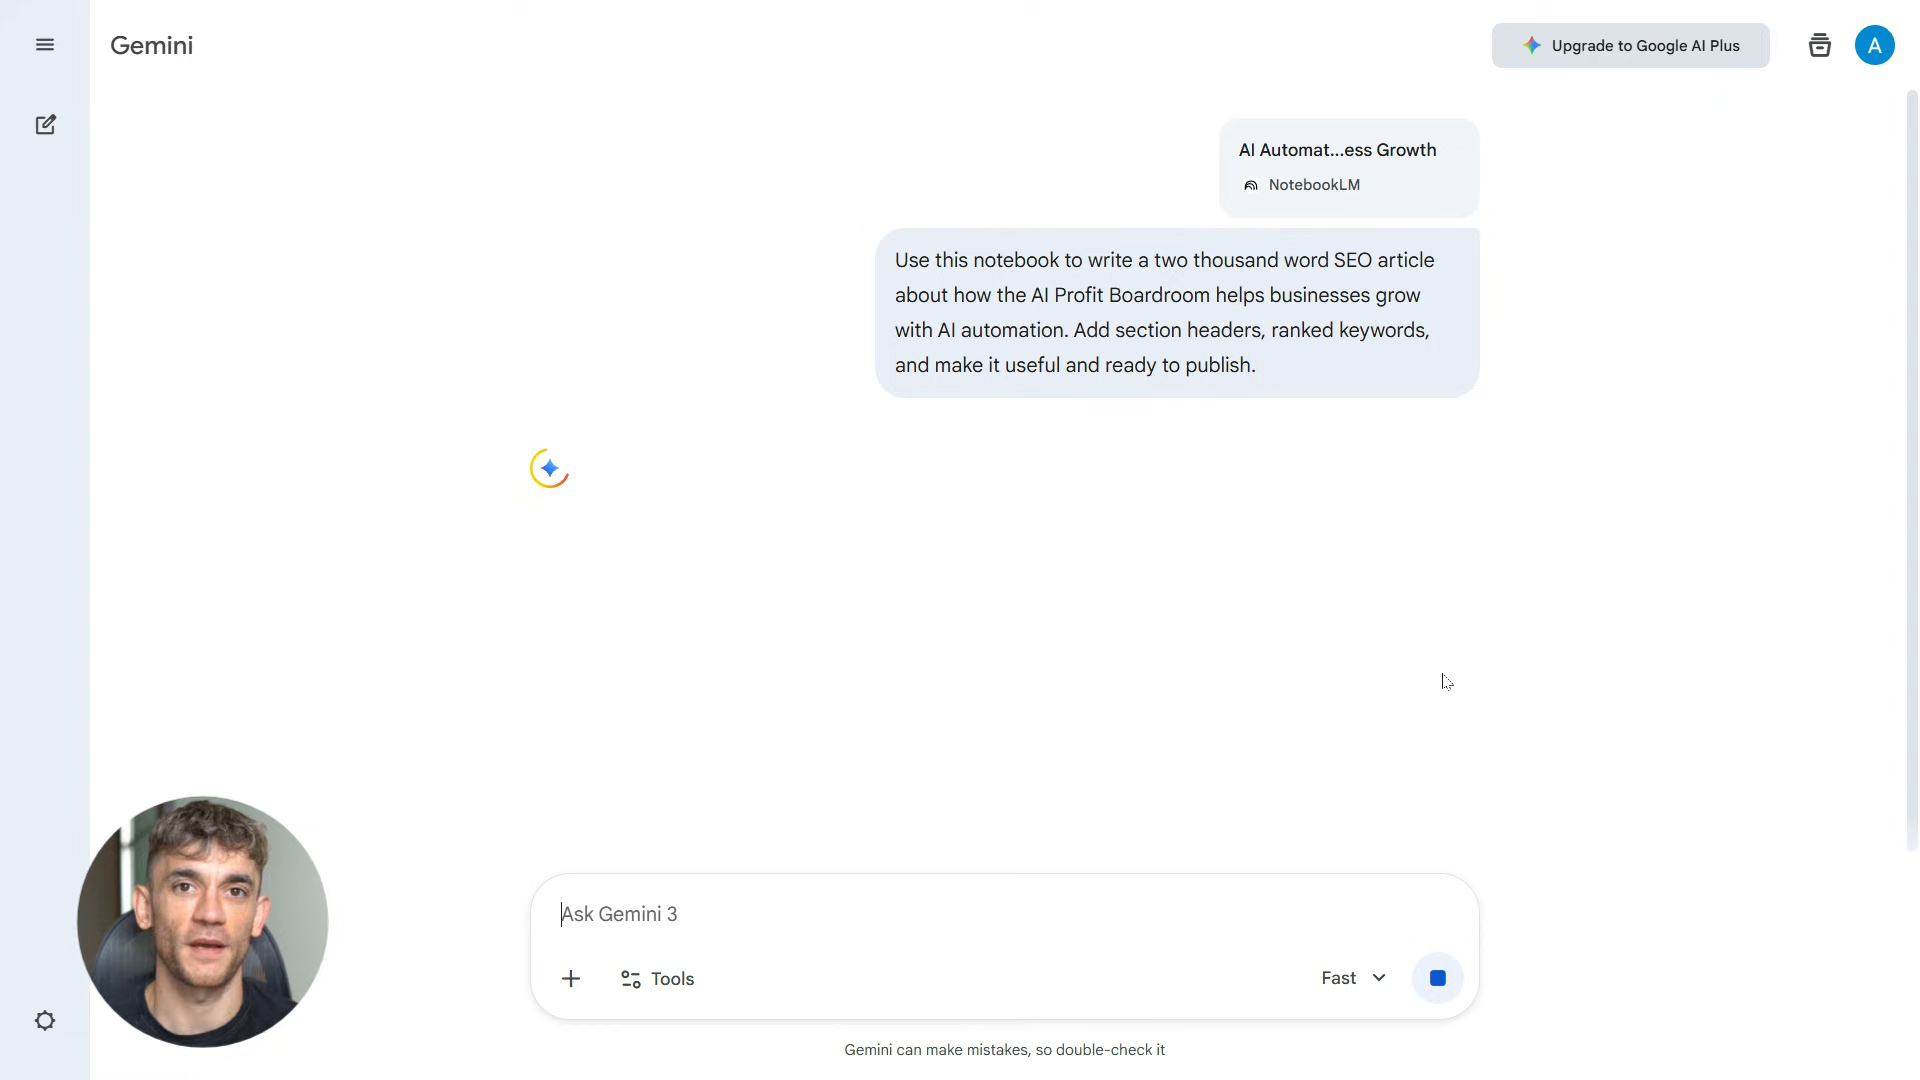 Gemini
Upgrade to Google AI Plus
A
AI Automat...ess Growth
NotebookLM
Use this notebook to write a two thousand word SEO article
about how the AI Profit Boardroom helps businesses grow
with AI automation. Add section headers, ranked keywords,
and make it useful and ready to publish.
Ask Gemini 3
Tools
Fast
Gemini can make mistakes, so double-check it